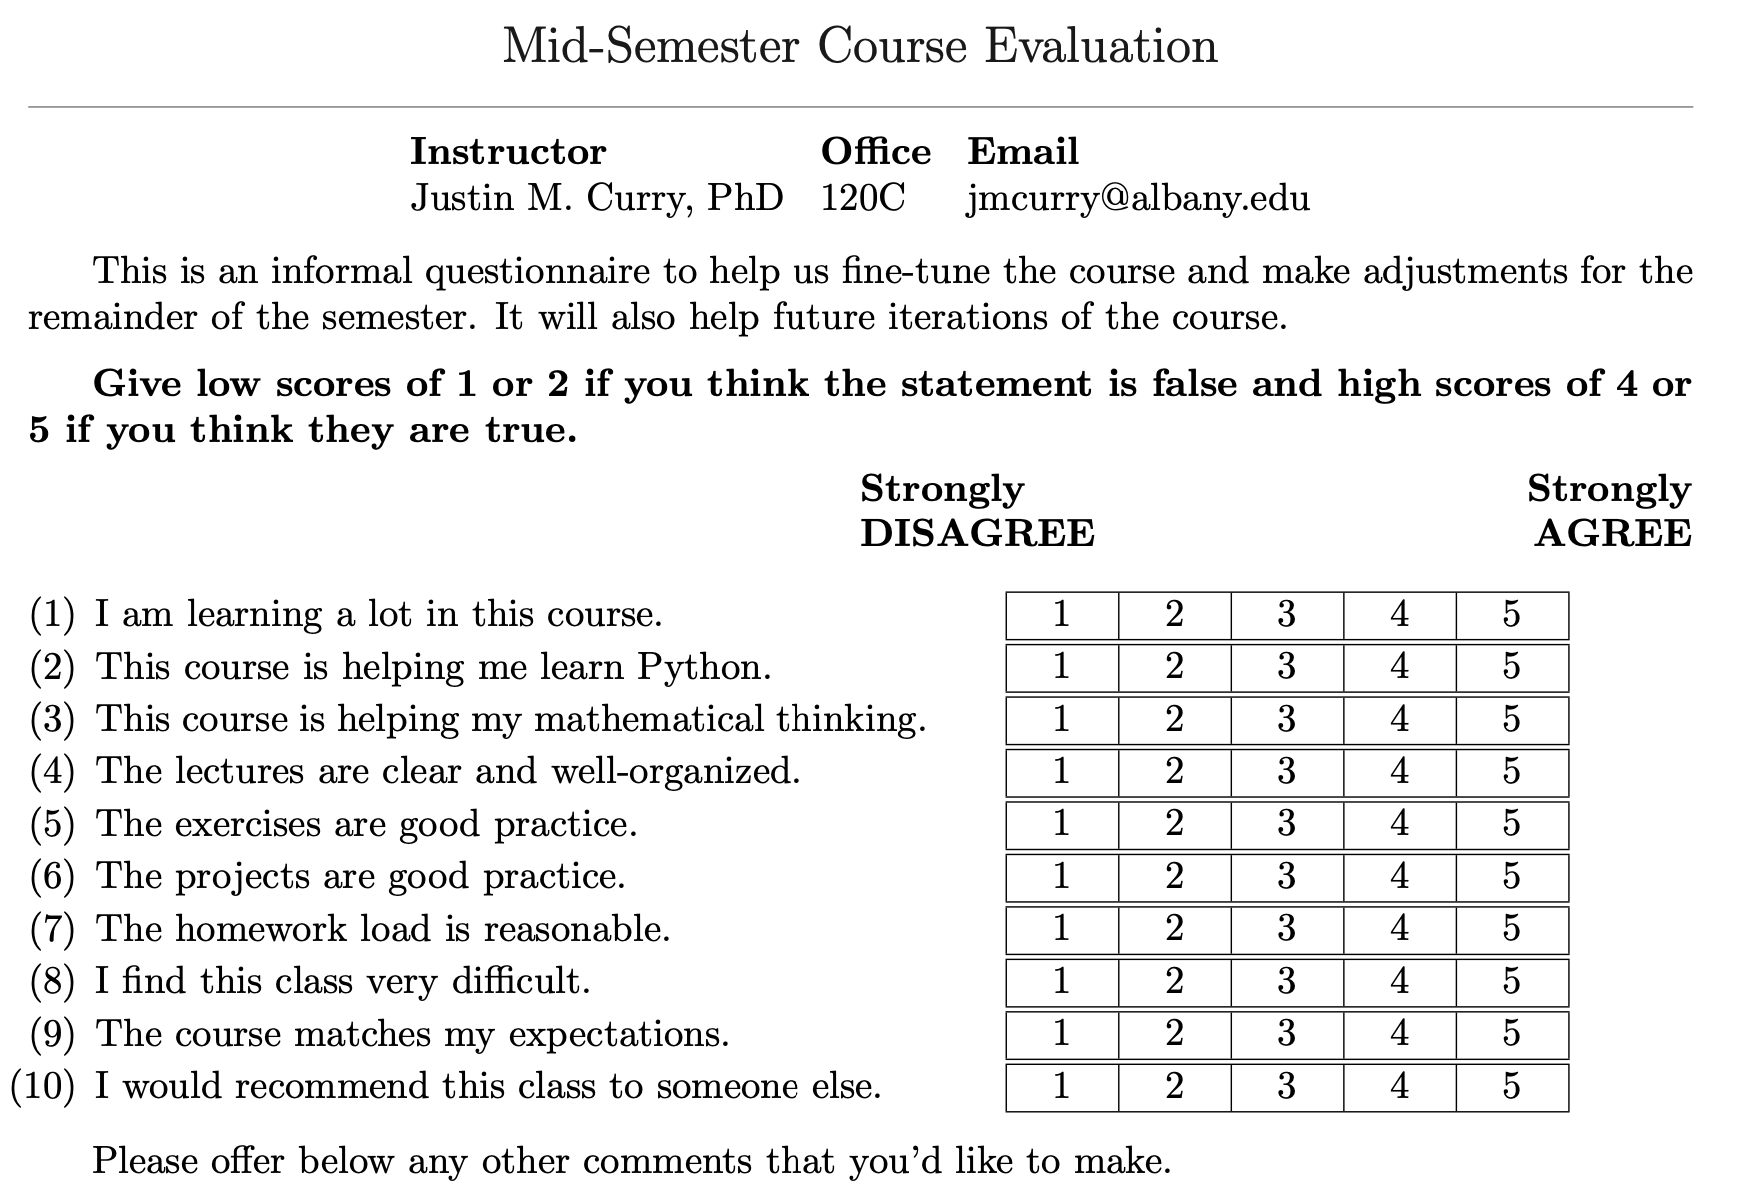 Mid-Semester Course Evaluation
Instructor Office Email
Justin M. Curry, PhD 120C jmcurry@albany.edu
This is an informal questionnaire to help us fine-tune the course and make adjustments for the
remainder of the semester. It will also help future iterations of the course.
Give low scores of 1 or 2 if you think the statement is false and high scores of 4 or
5 if you think they are true.
Strongly Strongly
DISAGREE AGREE
(1) I am learning a lot in this course. 1 2 3 4 5
(2) This course is helping me learn Python. 1 2 3 4 5
(3) This course is helping my mathematical thinking. 1 2 3 4 5
(4) The lectures are clear and well-organized. 1 2 3 4 5
(5) The exercises are good practice. 1 2 3 4 5
(6) The projects are good practice. 1 2 3 4 5
(7) The homework load is reasonable. 1 2 3 4 5
(8) I find this class very difficult. 1 2 3 4 5
(9) The course matches my expectations. 1 2 3 4 5
(10) I would recommend this class to someone else. 1 2 3 4 5
Please offer below any other comments that you'd like to make.